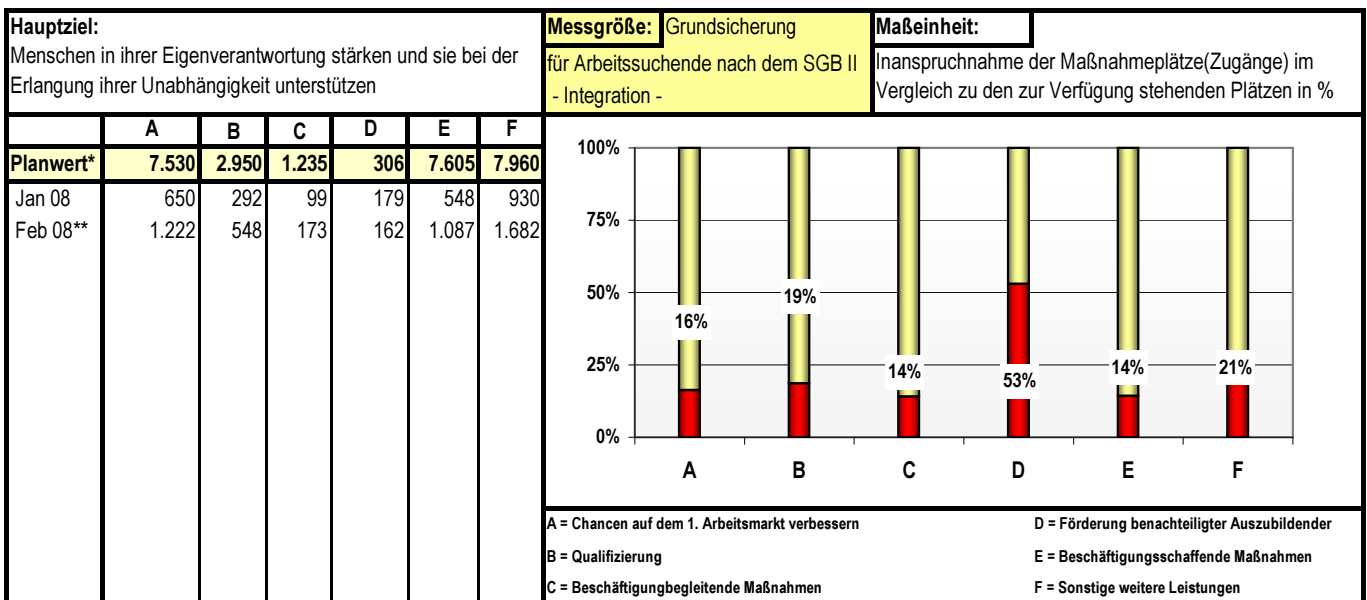 Hauptziel:
Menschen in ihrer Eigenverantwortung stärken und sie bei der
Erlangung ihrer Unabhängigkeit unterstützen
Messgröße: Grundsicherung
für Arbeitssuchende nach dem SGB II
- Integration -
Maßeinheit:
Inanspruchnahme der Maßnahmeplätze(Zugänge) im
Vergleich zu den zur Verfügung stehenden Plätzen in %
A B C D E F
Planwert* 7.530 2.950 1.235 306 7.605 7.960
Jan 08 650 292 99 179 548 930
Feb 08** 1.222 548 173 162 1.087 1.682
100%
75%
50%
25%
0%
16% 19% 14% 53% 14% 21%
A B C D E F
A = Chancen auf dem 1. Arbeitsmarkt verbessern
B = Qualifizierung
C = Beschäftigungbegleitende Maßnahmen
D = Förderung benachteiligter Auszubildender
E = Beschäftigungsschaffende Maßnahmen
F = Sonstige weitere Leistungen